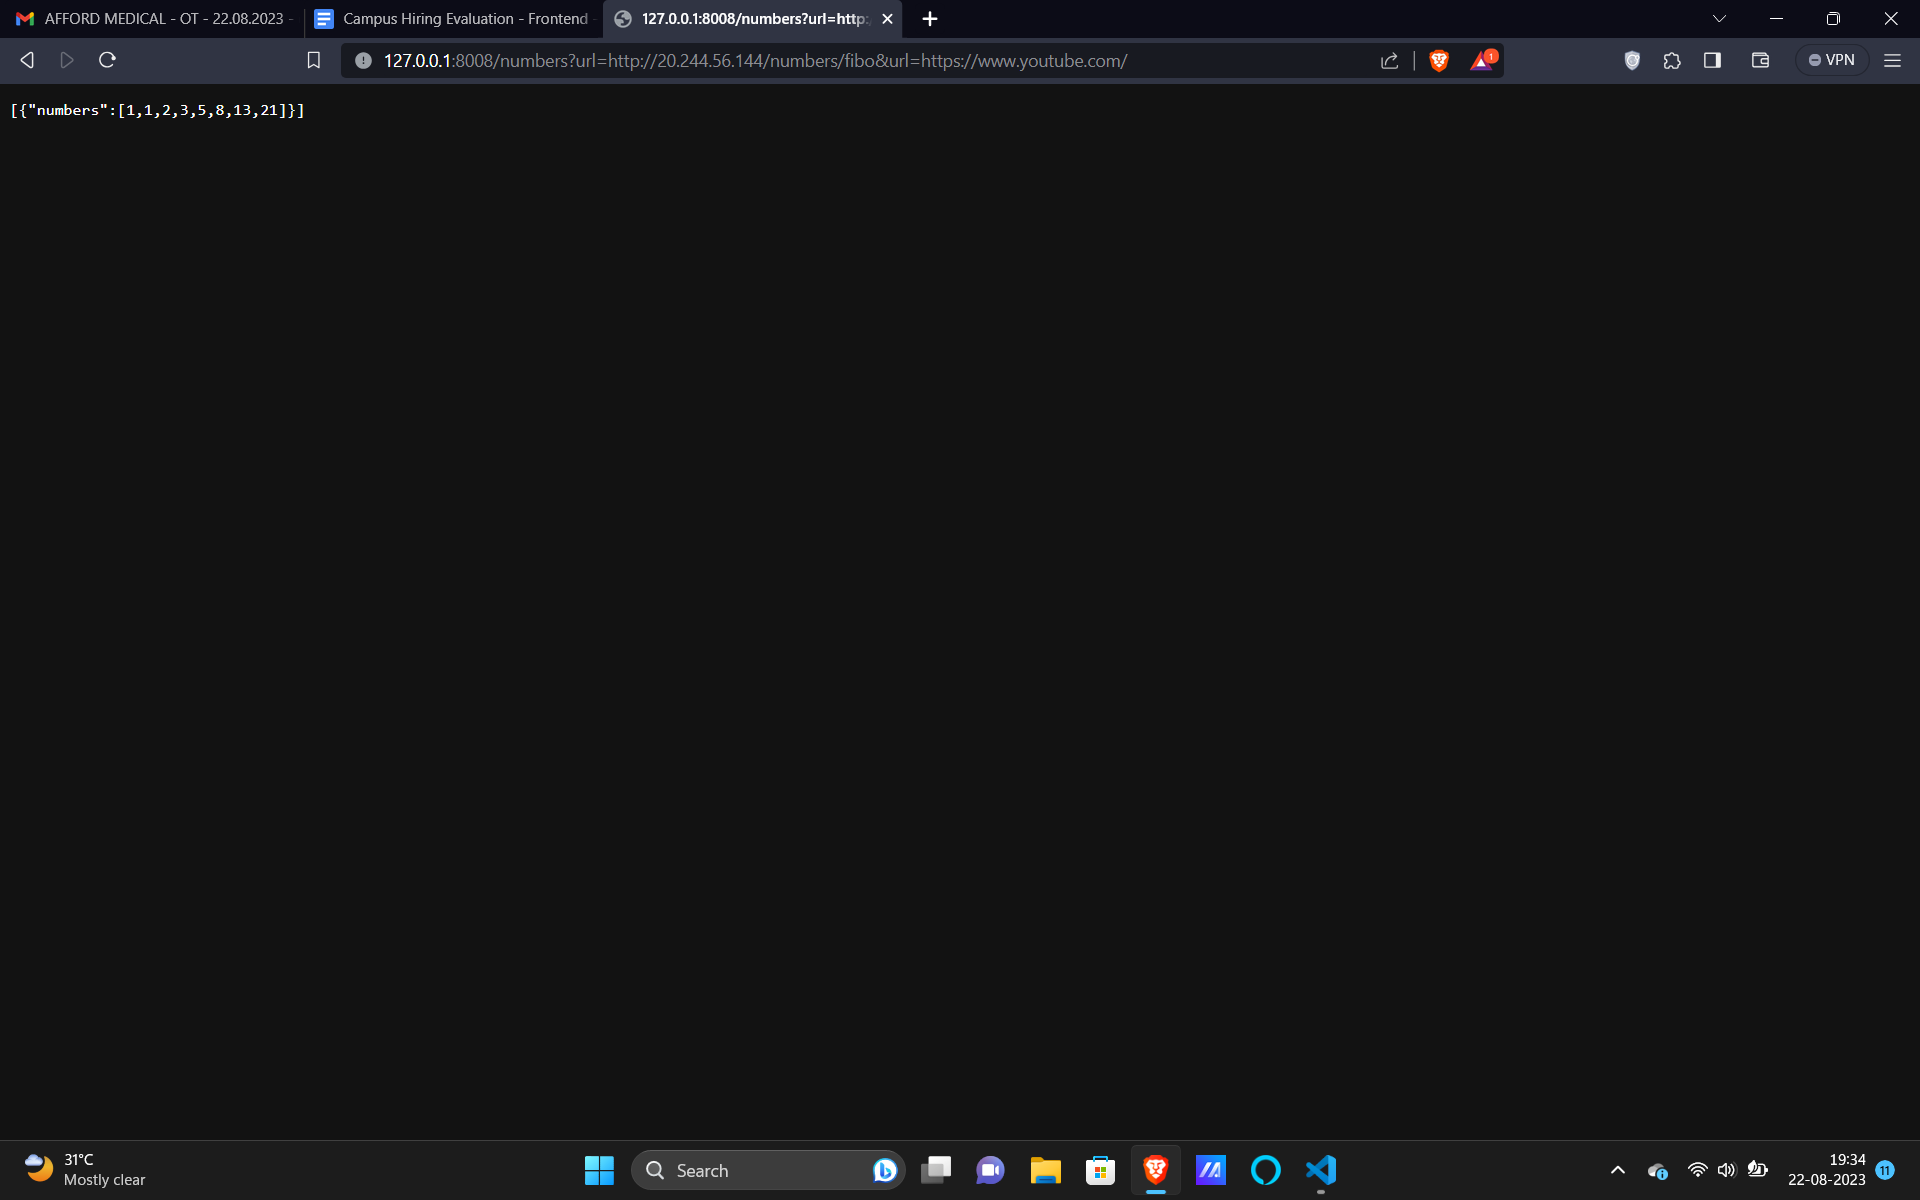 AFFORD MEDICAL - OT - 22.08.2023 -
Campus Hiring Evaluation - Frontend -
127.0.0.1:8008/numbers?url=http:
127.0.0.1:8008/numbers?url=http://20.244.56.144/numbers/fibo&url=https://www.youtube.com/
1
VPN
[{"numbers":[1,1,2,3,5,8,13,21]}]
31°C
Mostly clear
Search
19:34
22-08-2023
11